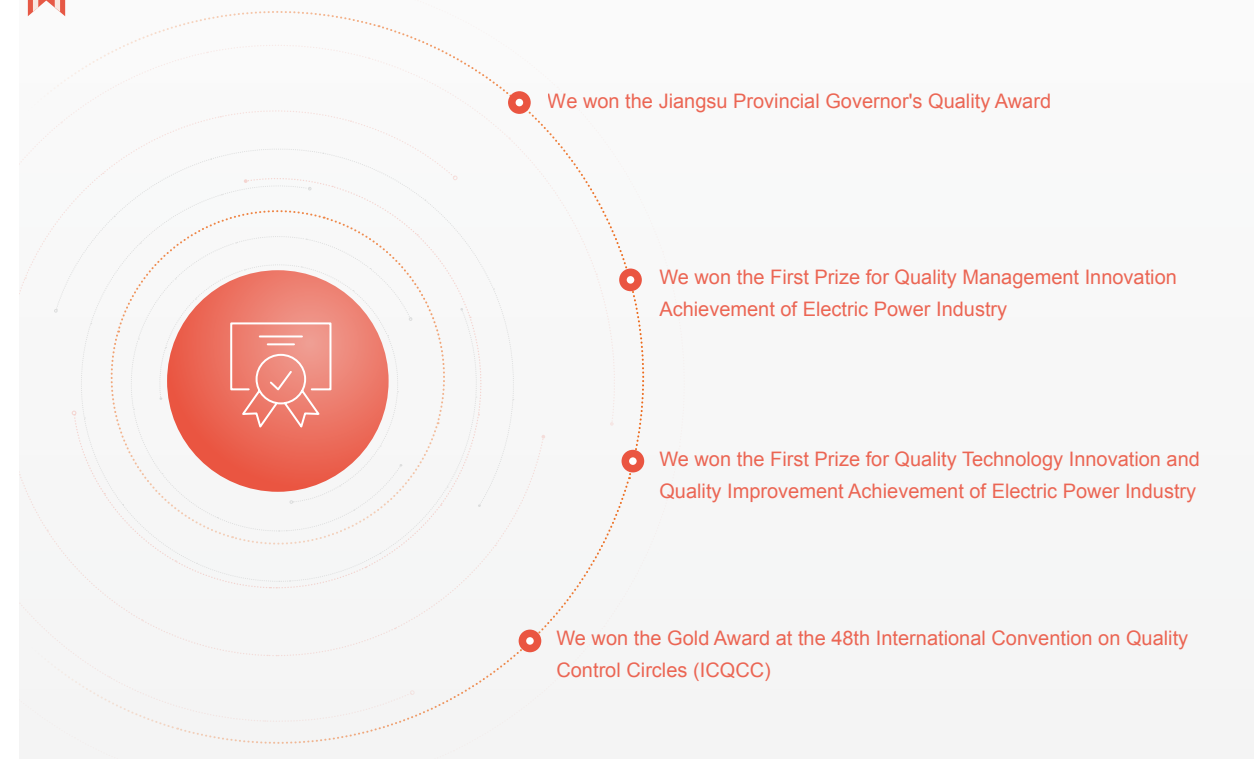 We won the Jiangsu Provincial Governor's Quality Award
We won the First Prize for Quality Management Innovation
Achievement of Electric Power Industry
We won the First Prize for Quality Technology Innovation and
Quality Improvement Achievement of Electric Power Industry
We won the Gold Award at the 48th International Convention on Quality
Control Circles (ICQCC)